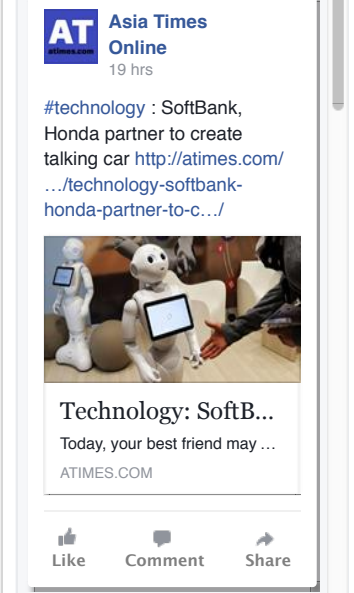 AT
atimes.com
Asia Times
Online
19 hrs
#technology : SoftBank,
Honda partner to create
talking car http://atimes.com/
…/technology-softbank-
honda-partner-to-c…/
Technology: SoftB...
Today, your best friend may …
ATIMES.COM
Like Comment Share